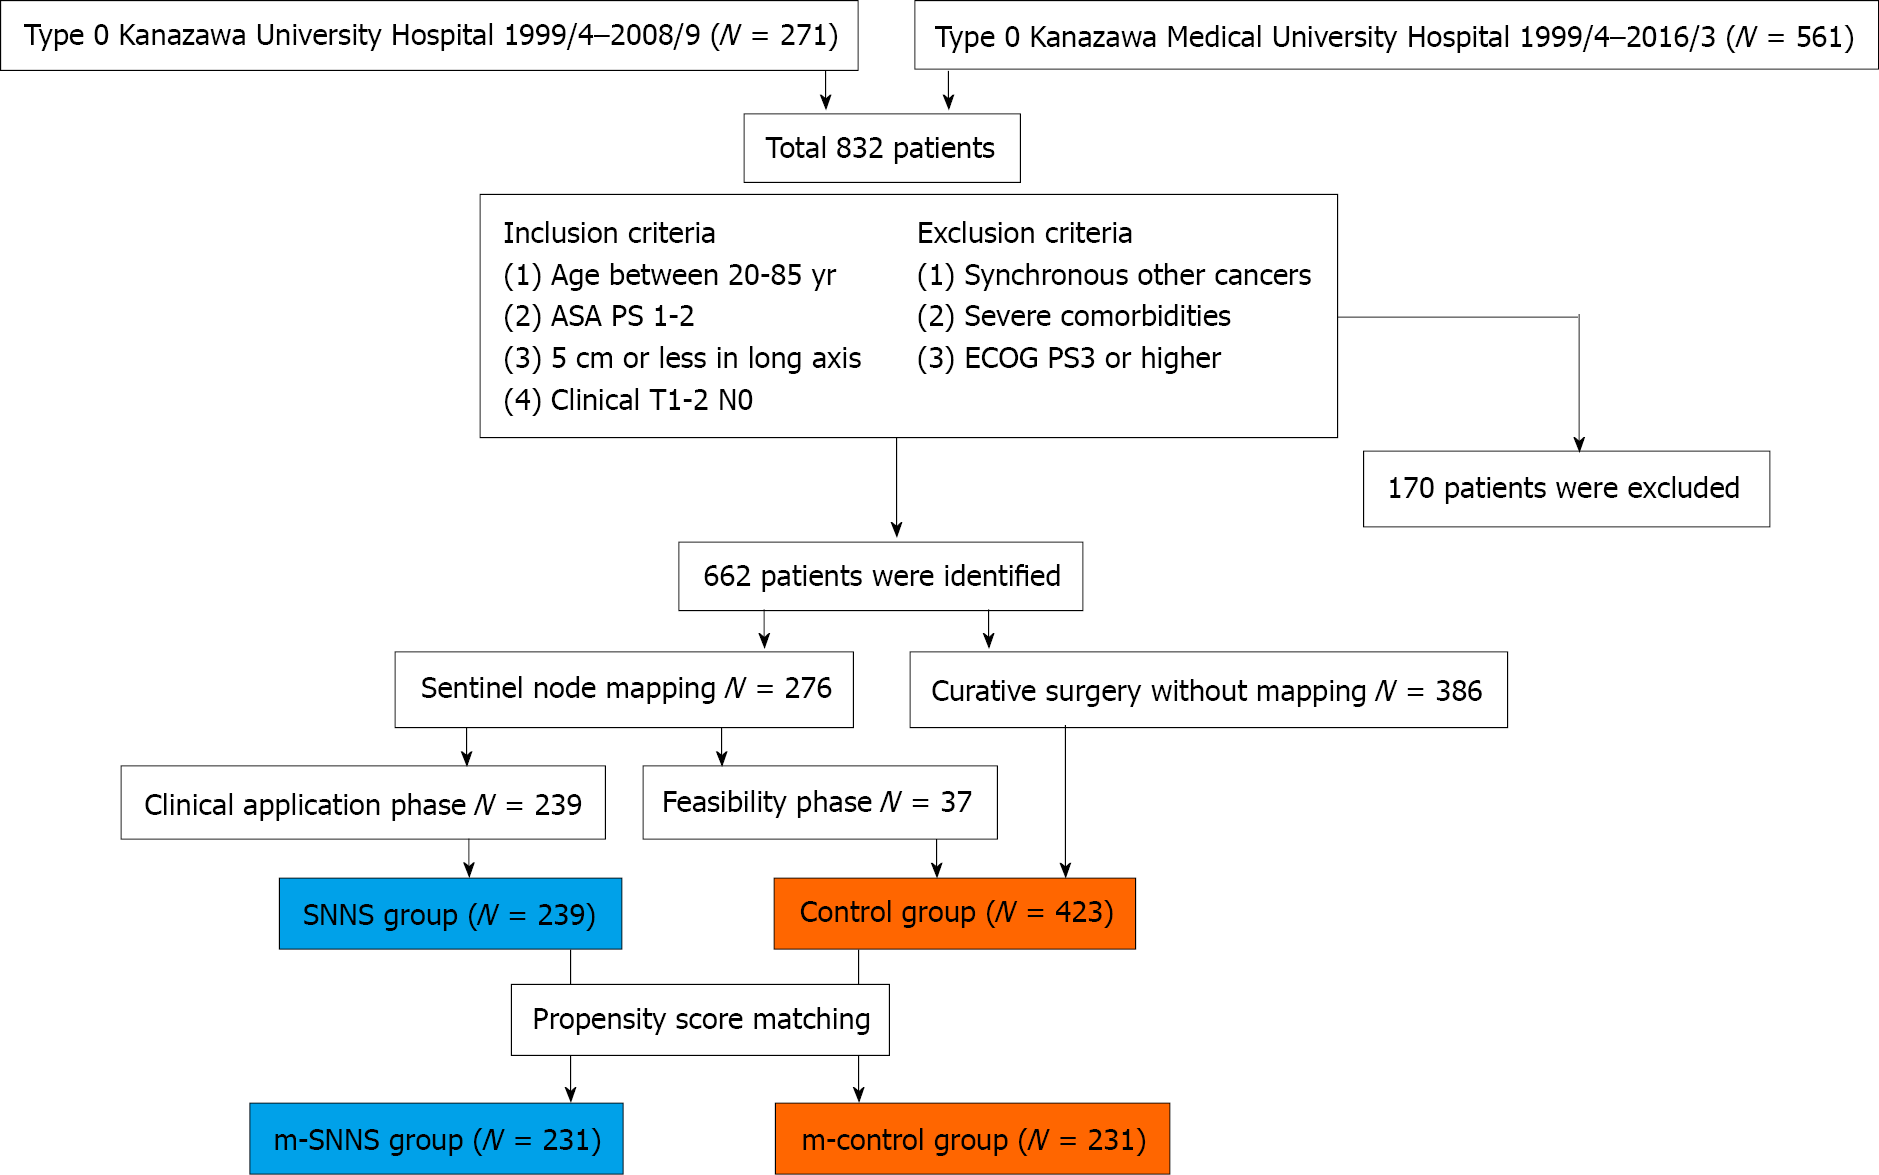 Type 0 Kanazawa University Hospital 1999/4–2008/9 (N = 271)
Type 0 Kanazawa Medical University Hospital 1999/4–2016/3 (N = 561)
Total 832 patients
Inclusion criteria
(1) Age between 20-85 yr
(2) ASA PS 1-2
(3) 5 cm or less in long axis
(4) Clinical T1-2 N0
Exclusion criteria
(1) Synchronous other cancers
(2) Severe comorbidities
(3) ECOG PS3 or higher
170 patients were excluded
662 patients were identified
Sentinel node mapping N = 276
Curative surgery without mapping N = 386
Clinical application phase N = 239
Feasibility phase N = 37
SNNS group (N = 239)
Control group (N = 423)
Propensity score matching
m-SNNS group (N = 231)
m-control group (N = 231)